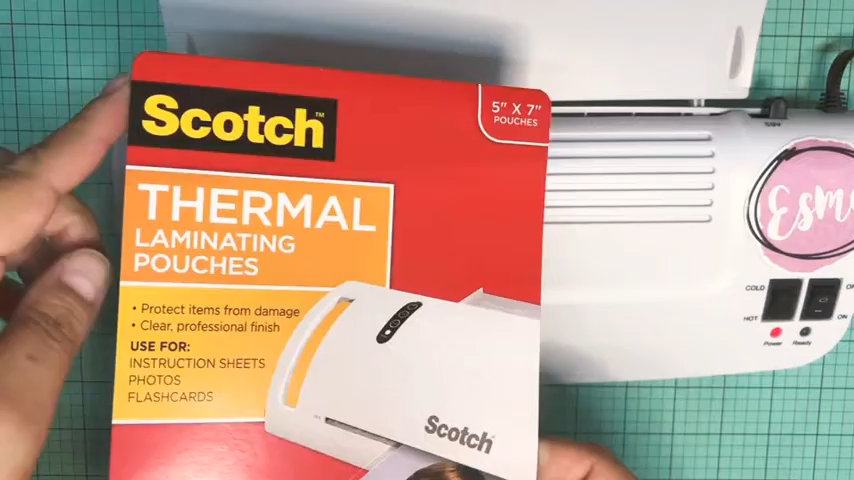 Scotch™
5" X 7"
POUCHES
THERMAL
LAMINATING
POUCHES
• Protect items from damage
• Clear, professional finish
USE FOR:
INSTRUCTION SHEETS
PHOTOS
FLASHCARDS
Scotch
COLD
HOT
ON
Power
Ready